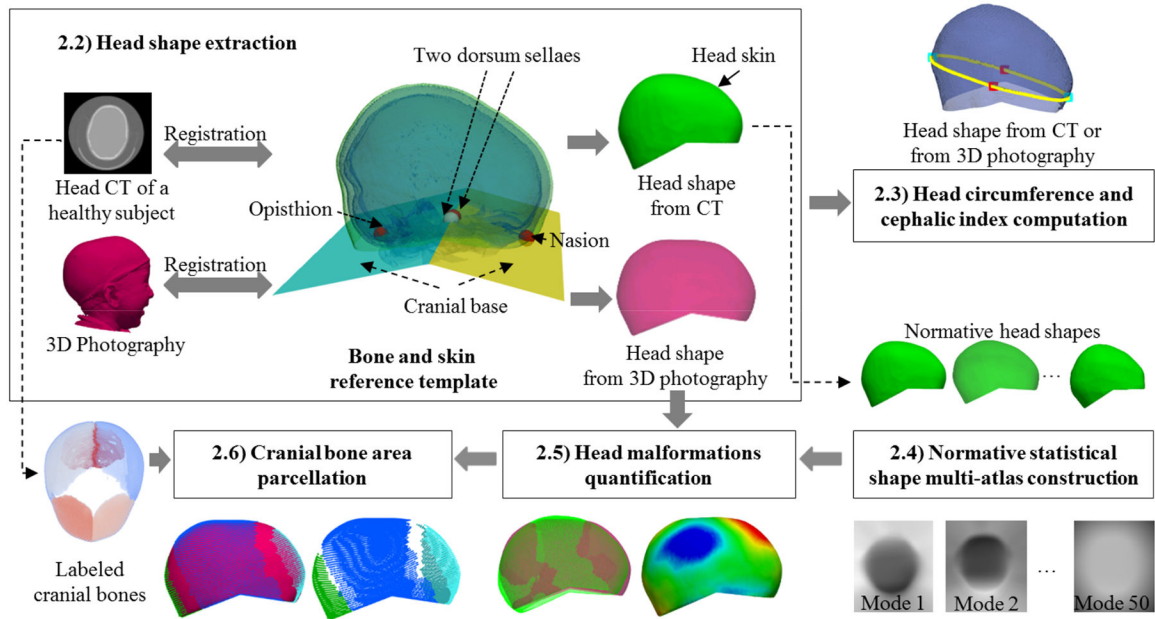 2.2) Head shape extraction
Two dorsum sellaes
Head skin
Registration
Head CT of a
healthy subject
Opisthion
Nasion
Head shape
from CT
Registration
3D Photography
Cranial base
Bone and skin
reference template
Head shape
from 3D photography
Head shape from CT or
from 3D photography
2.3) Head circumference and
cephalic index computation
Normative head shapes
...
2.6) Cranial bone area
parcellation
2.5) Head malformations
quantification
2.4) Normative statistical
shape multi-atlas construction
Labeled
cranial bones
Mode 1
Mode 2
...
Mode 50